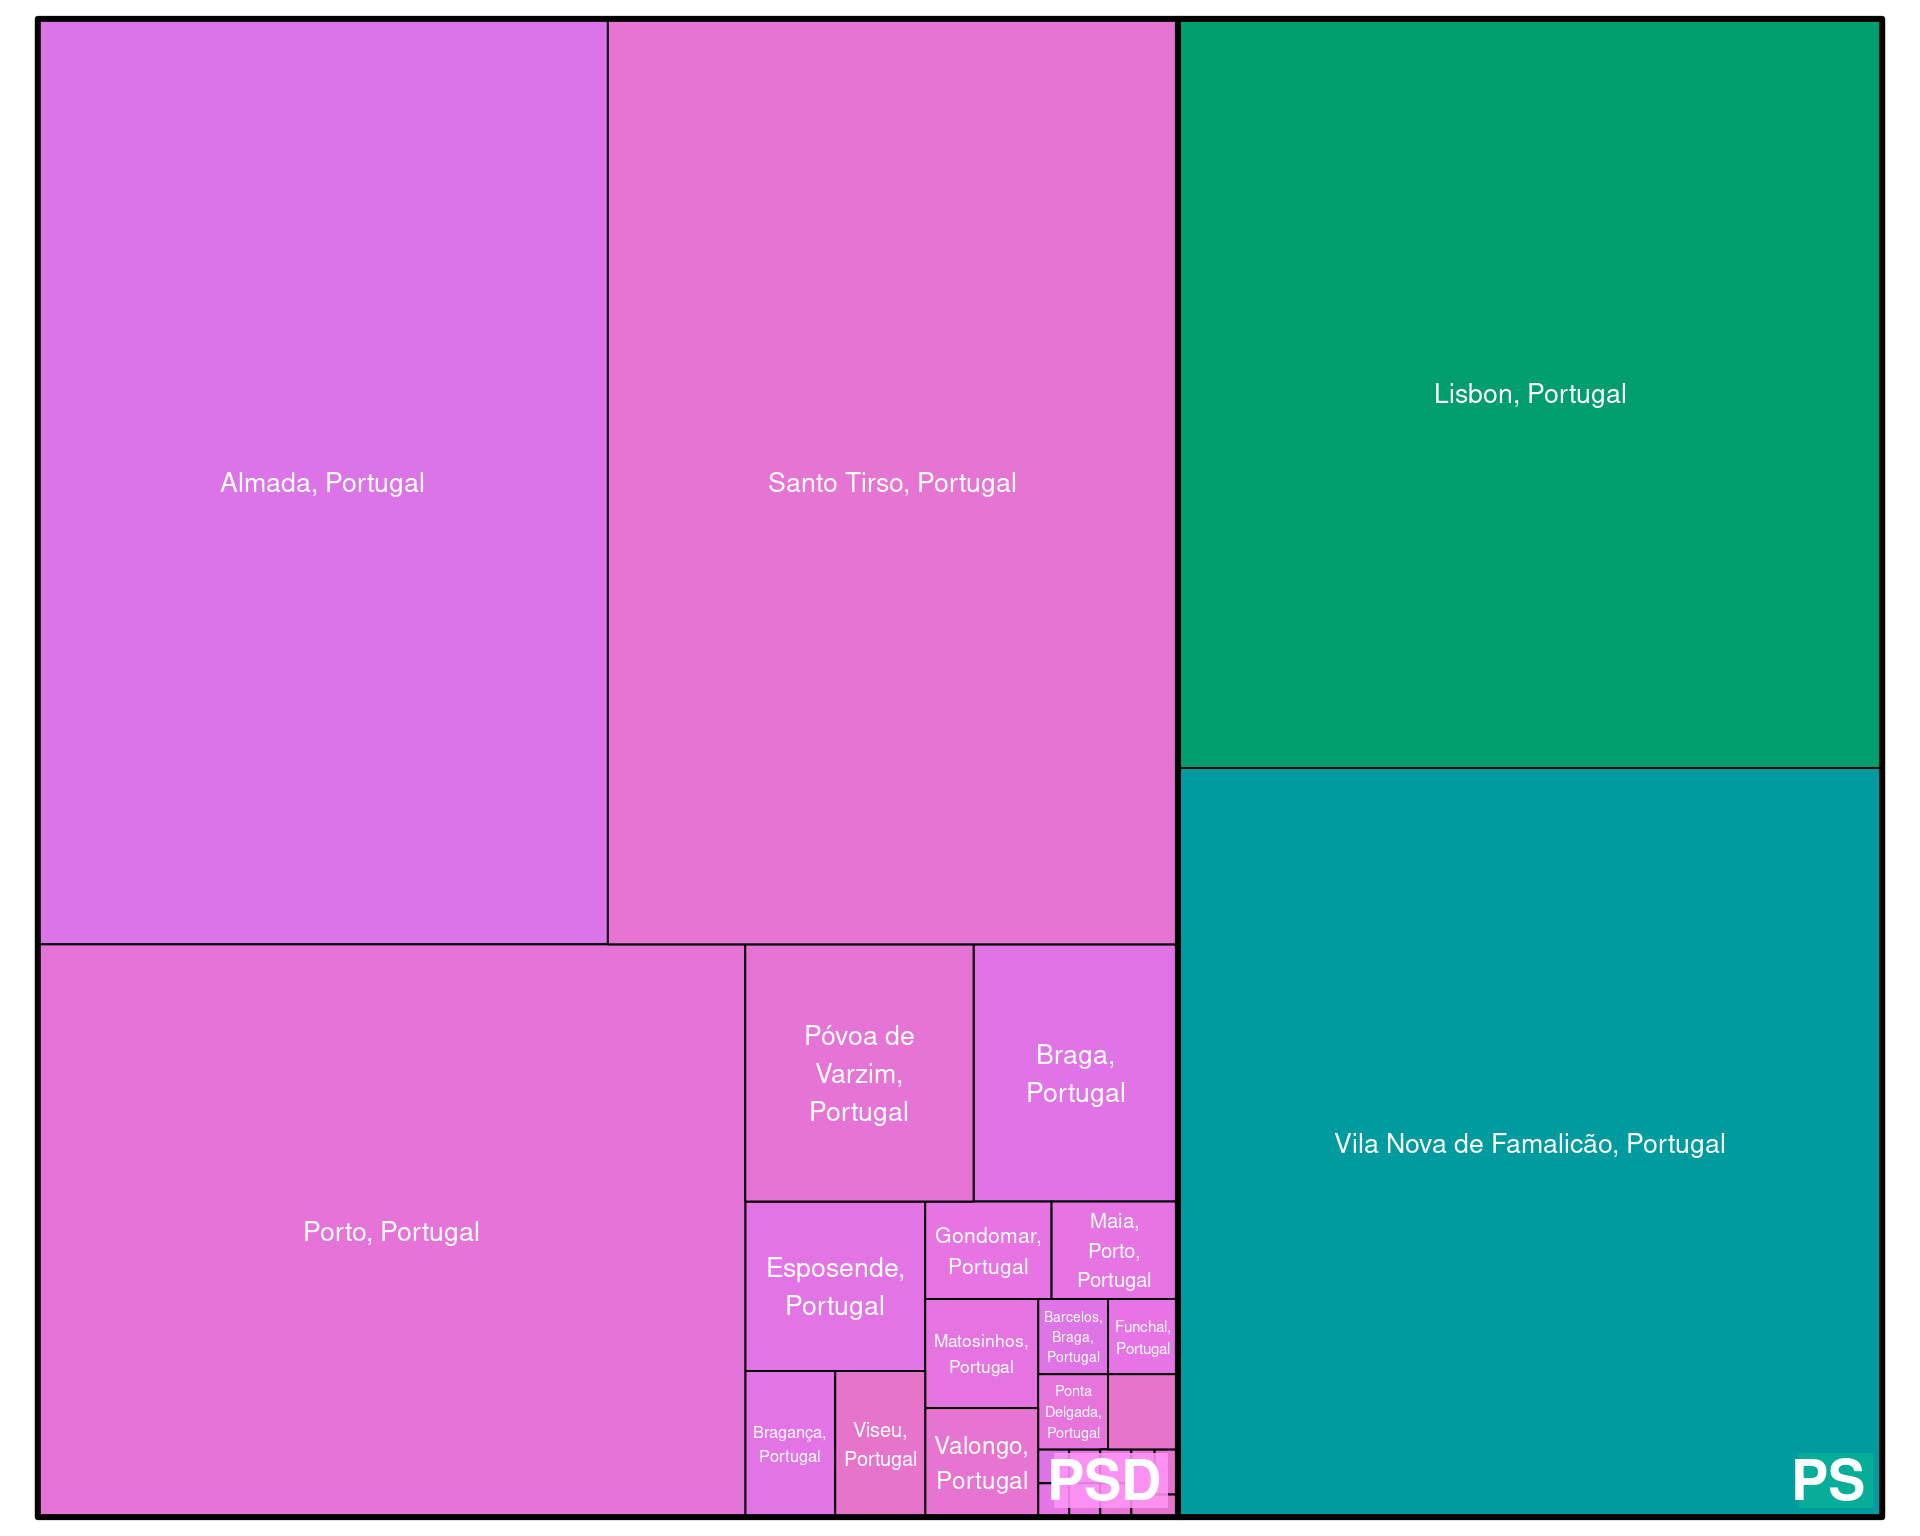 Almada, Portugal
Santo Tirso, Portugal
Lisbon, Portugal
Porto, Portugal
Póvoa de
Varzim,
Portugal
Braga,
Portugal
Vila Nova de Famalicão, Portugal
Esposende,
Portugal
Gondomar,
Portugal
Maia,
Porto,
Portugal
Matosinhos,
Portugal
Barcelos,
Braga,
Portugal
Funchal,
Portugal
Ponta
Delgada,
Portugal
Bragança,
Portugal
Viseu,
Portugal
Valongo,
Portugal
PSD
PS